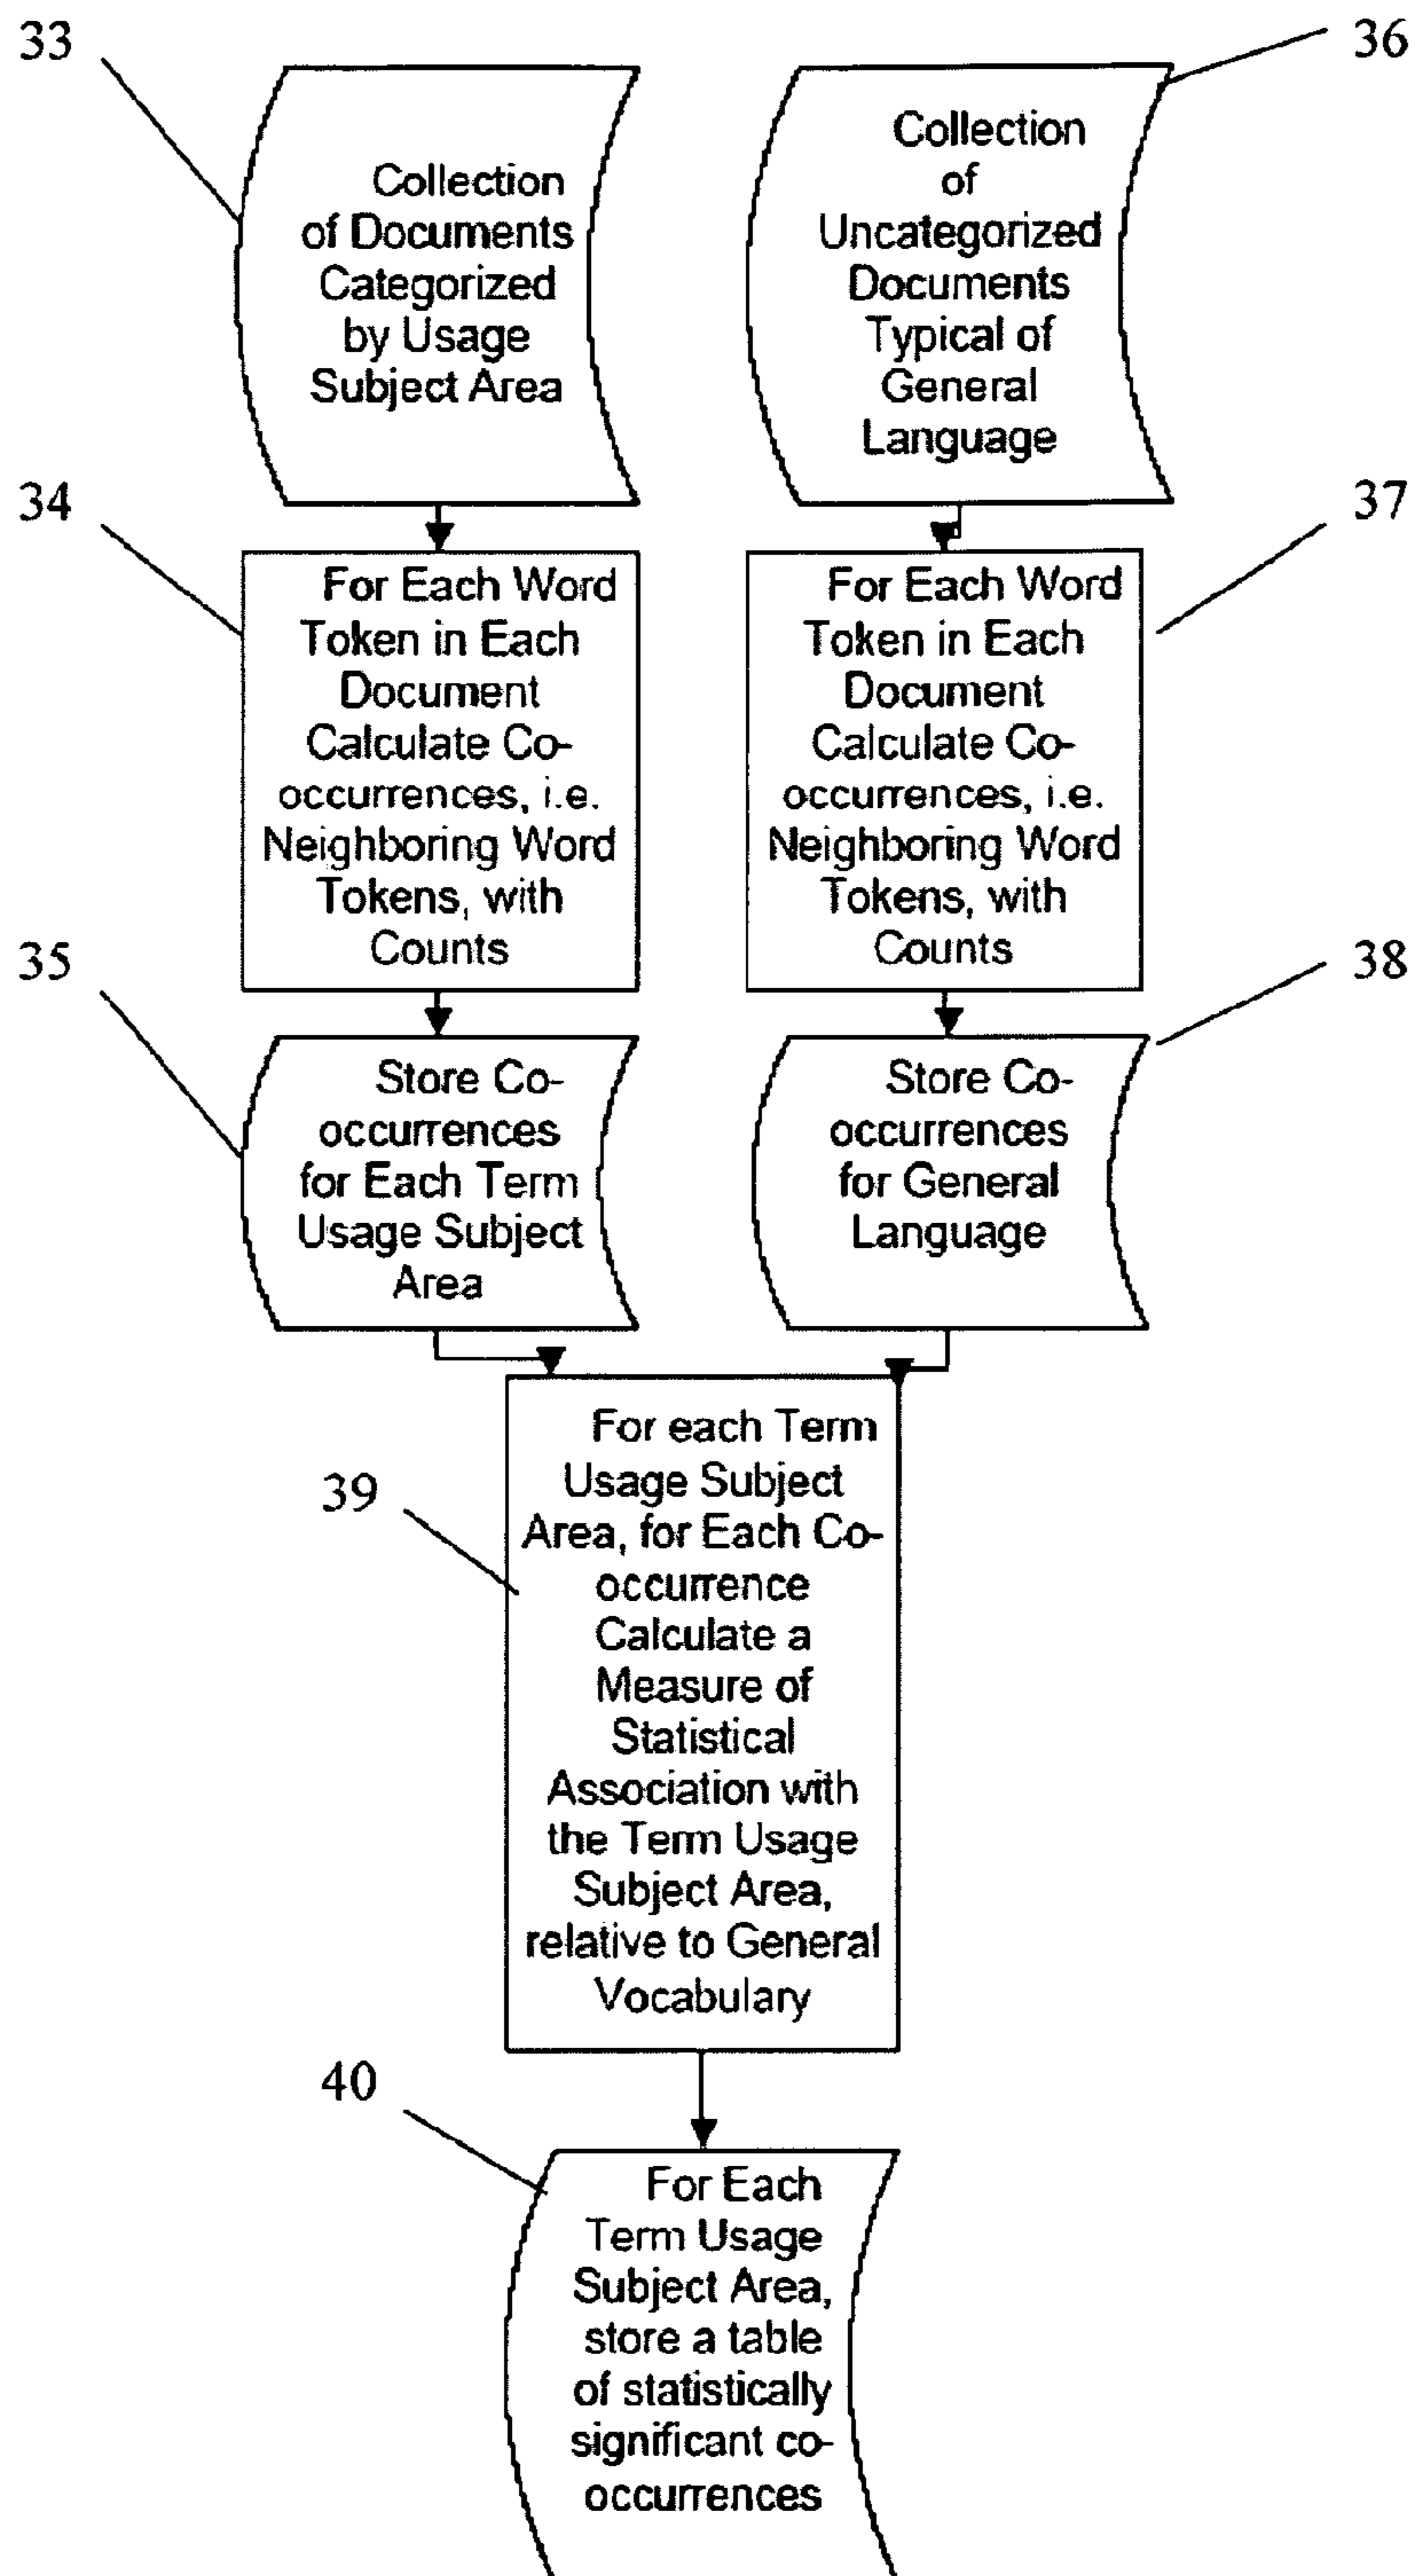 33
36
Collection
of Documents
Categorized
by Usage
Subject Area
Collection
of
Uncategorized
Documents
Typical of
General
Language
34
37
For Each Word
Token in Each
Document
Calculate Co-
occurrences, i.e.
Neighboring Word
Tokens, with
Counts
For Each Word
Token in Each
Document
Calculate Co-
occurrences, i.e.
Neighboring Word
Tokens, with
Counts
35
38
Store Co-
occurrences
for Each Term
Usage Subject
Area
Store Co-
occurrences
for General
Language
39
For each Term
Usage Subject
Area, for Each Co-
occurrence
Calculate a
Measure of
Statistical
Association with
the Term Usage
Subject Area,
relative to General
Vocabulary
40
For Each
Term Usage
Subject Area,
store a table
of statistically
significant co-
occurrences